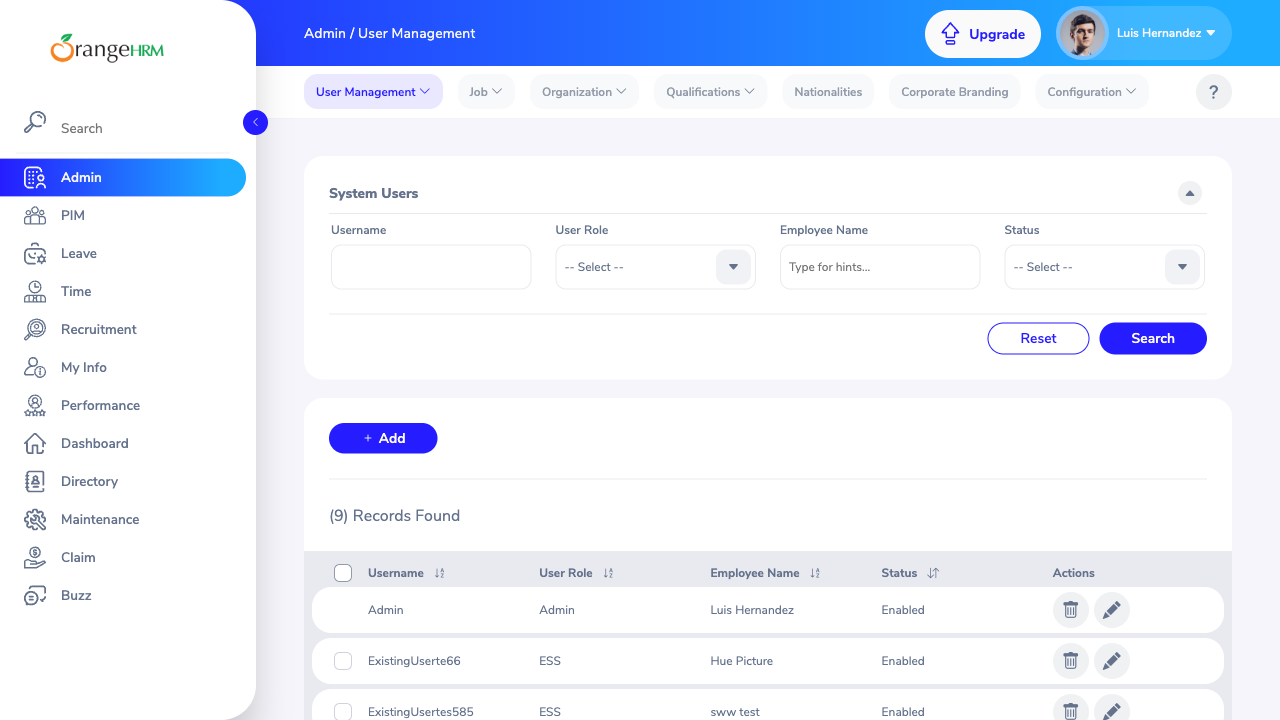 OrangeHRM
Search
Admin
PIM
Leave
Time
Recruitment
My Info
Performance
Dashboard
Directory
Maintenance
Claim
Buzz
Admin / User Management
Upgrade
Luis Hernandez
User Management
Job
Organization
Qualifications
Nationalities
Corporate Branding
Configuration
?
System Users
Username
User Role
Employee Name
Status
-- Select --
Type for hints...
-- Select --
Reset
Search
+ Add
(9) Records Found
Username User Role Employee Name Status Actions
Admin Admin Luis Hernandez Enabled
ExistingUserte66 ESS Hue Picture Enabled
ExistingUsertes585 ESS sww test Enabled